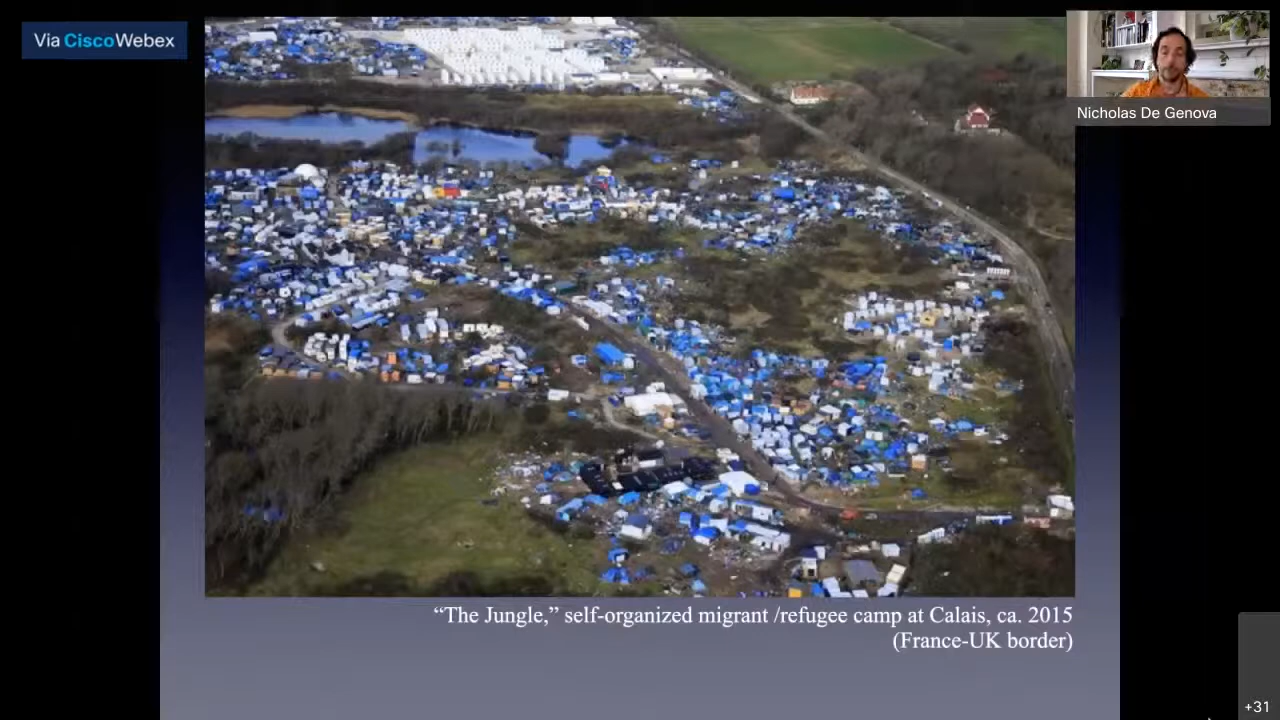 Via CiscoWebex
Nicholas De Genova
“The Jungle,” self-organized migrant /refugee camp at Calais, ca. 2015
(France-UK border)
+31